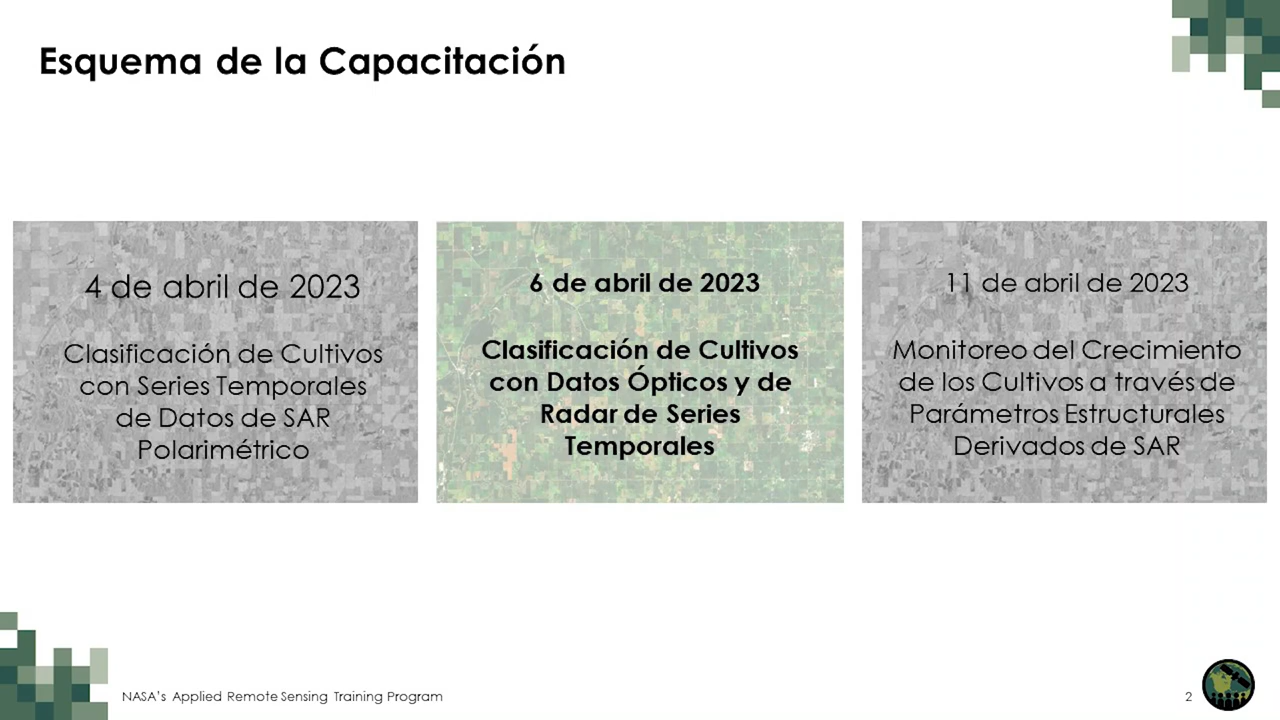 Esquema de la Capacitación
4 de abril de 2023
Clasificación de Cultivos
con Series Temporales
de Datos de SAR
Polarimétrico
6 de abril de 2023
Clasificación de Cultivos
con Datos Ópticos y de
Radar de Series
Temporales
11 de abril de 2023
Monitoreo del Crecimiento
de los Cultivos a través de
Parámetros Estructurales
Derivados de SAR
NASA's Applied Remote Sensing Training Program
2